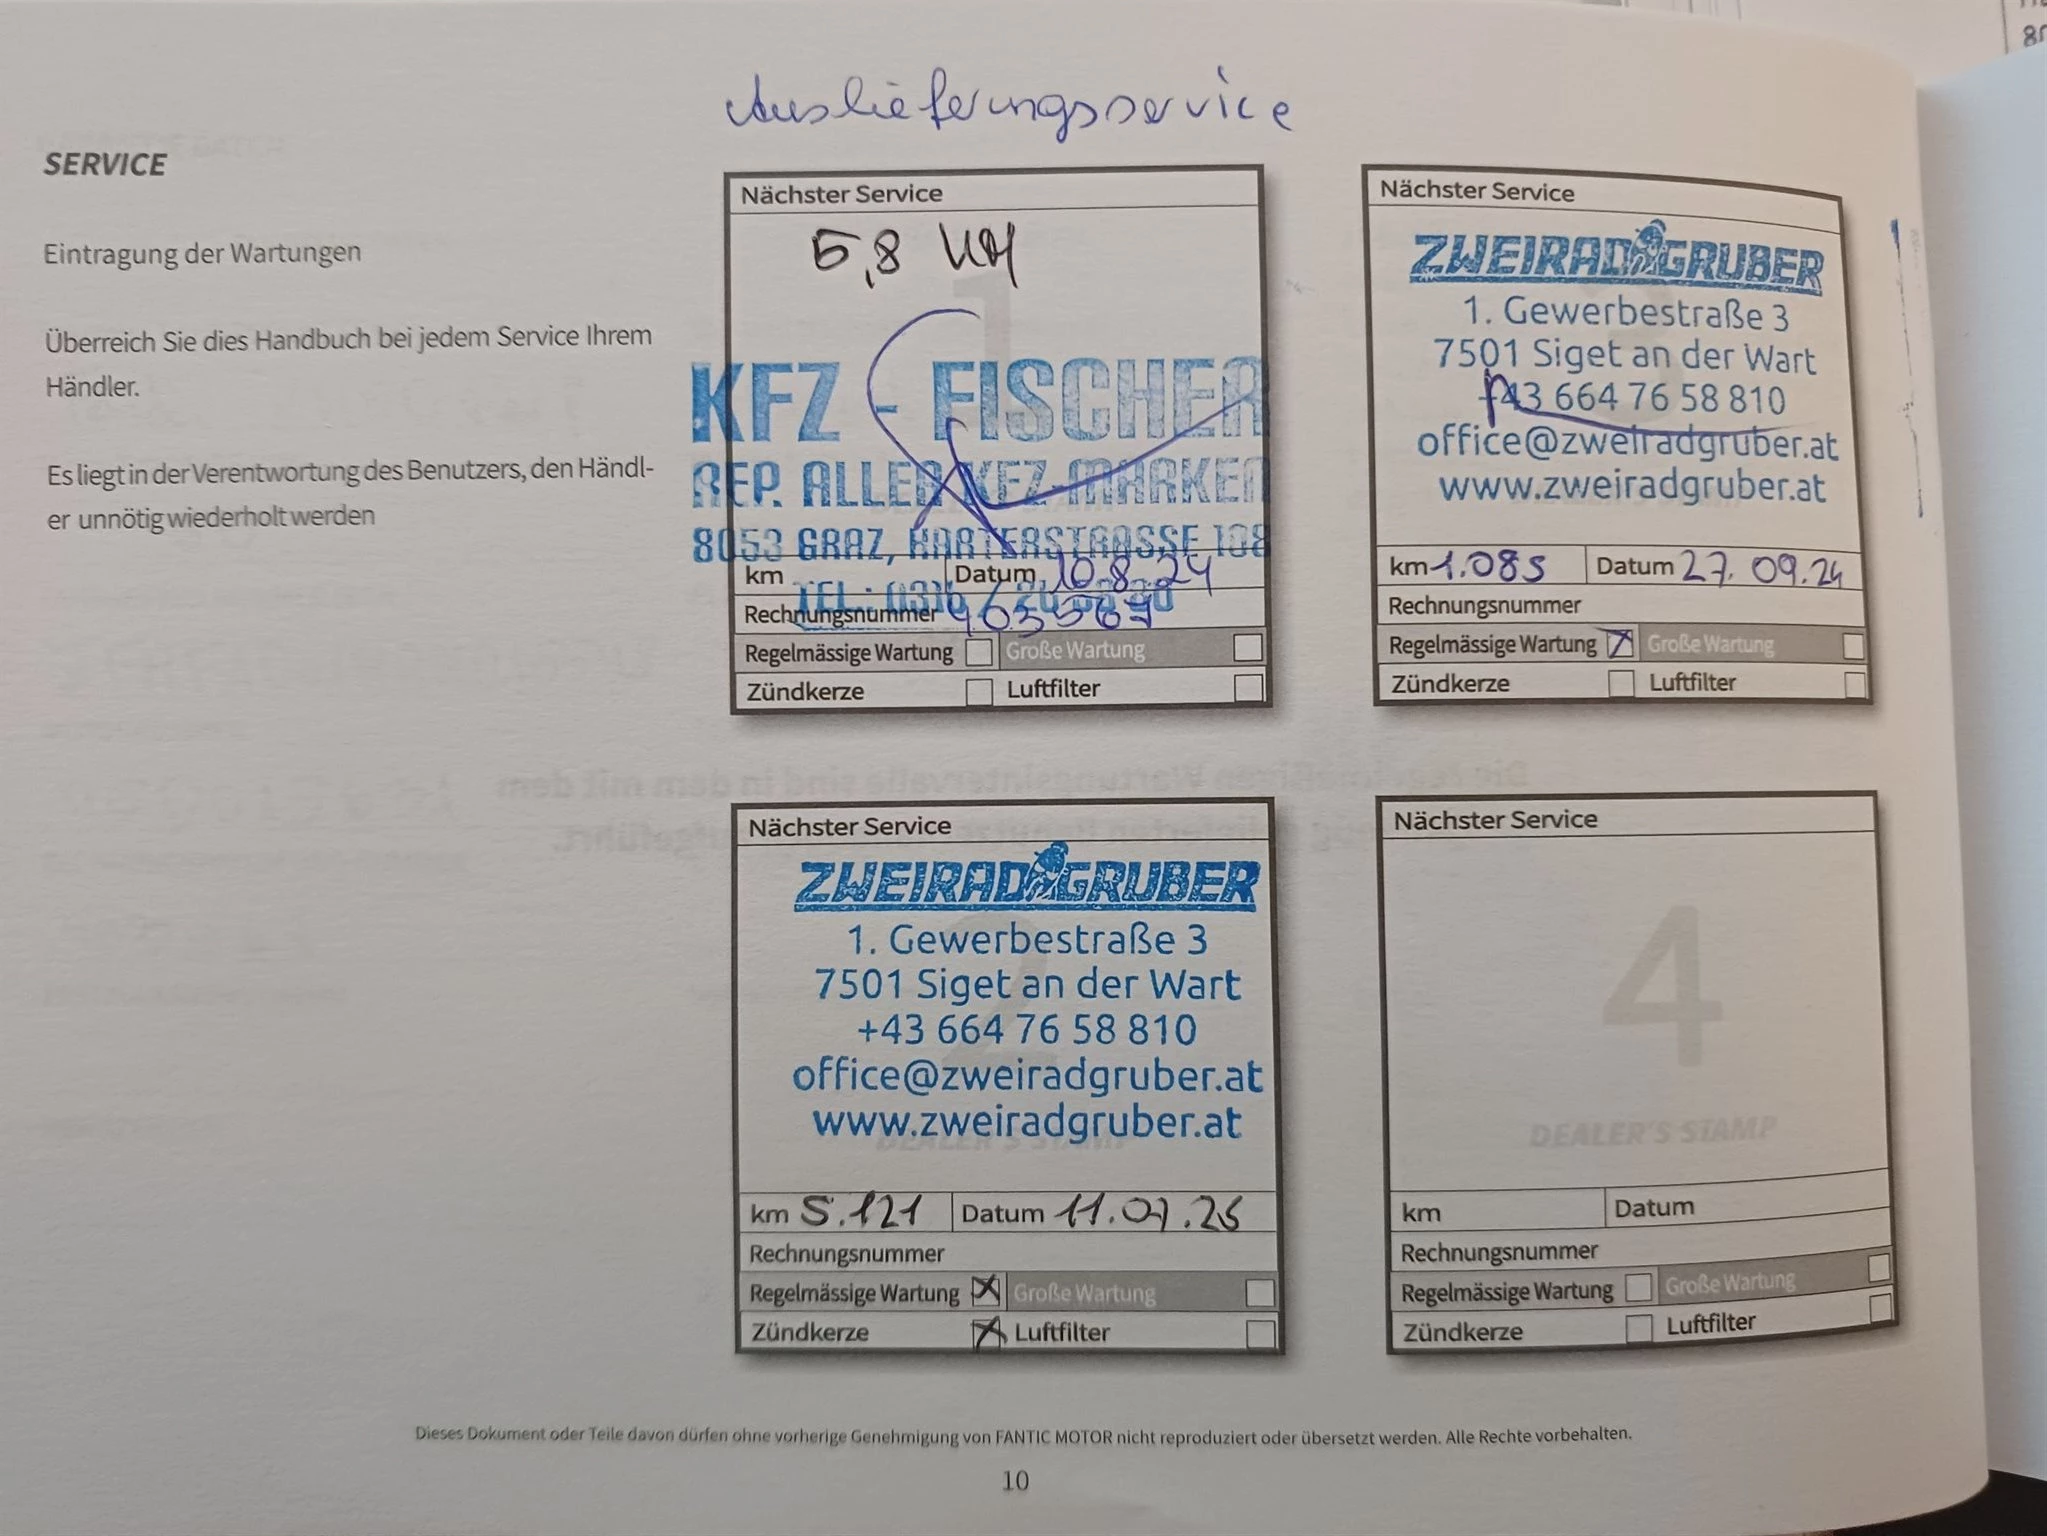 Auslieferungsservice
SERVICE
Eintragung der Wartungen
Überreich Sie dies Handbuch bei jedem Service Ihrem
Händler.
Es liegt in der Verentwortung des Benutzers, den Händl-
er unnötig wiederholt werden
Nächster Service
5,8 KM
KFZ - FISCHER
REP. ALLER KFZ-MARKEN
8053 GRAZ, HARTERSTRASSE 108
km
Datum 10.8.24
TEL.: 0316 /
Rechnungsnummer
Regelmässige Wartung
Große Wartung
Zündkerze
Luftfilter
Nächster Service
ZWEIRAD GRUBER
1. Gewerbestraße 3
7501 Siget an der Wart
+43 664 76 58 810
office@zweiradgruber.at
www.zweiradgruber.at
km 1.085
Datum 27.09.24
Rechnungsnummer
Regelmässige Wartung
Große Wartung
Zündkerze
Luftfilter
Nächster Service
ZWEIRAD GRUBER
1. Gewerbestraße 3
7501 Siget an der Wart
+43 664 76 58 810
office@zweiradgruber.at
www.zweiradgruber.at
DEALER'S STAMP
km 5.121
Datum 11.07.25
Rechnungsnummer
Regelmässige Wartung
Große Wartung
Zündkerze
Luftfilter
Nächster Service
4
DEALER'S STAMP
km
Datum
Rechnungsnummer
Regelmässige Wartung
Große Wartung
Zündkerze
Luftfilter
Dieses Dokument oder Teile davon dürfen ohne vorherige Genehmigung von FANTIC MOTOR nicht reproduziert oder übersetzt werden. Alle Rechte vorbehalten.
10